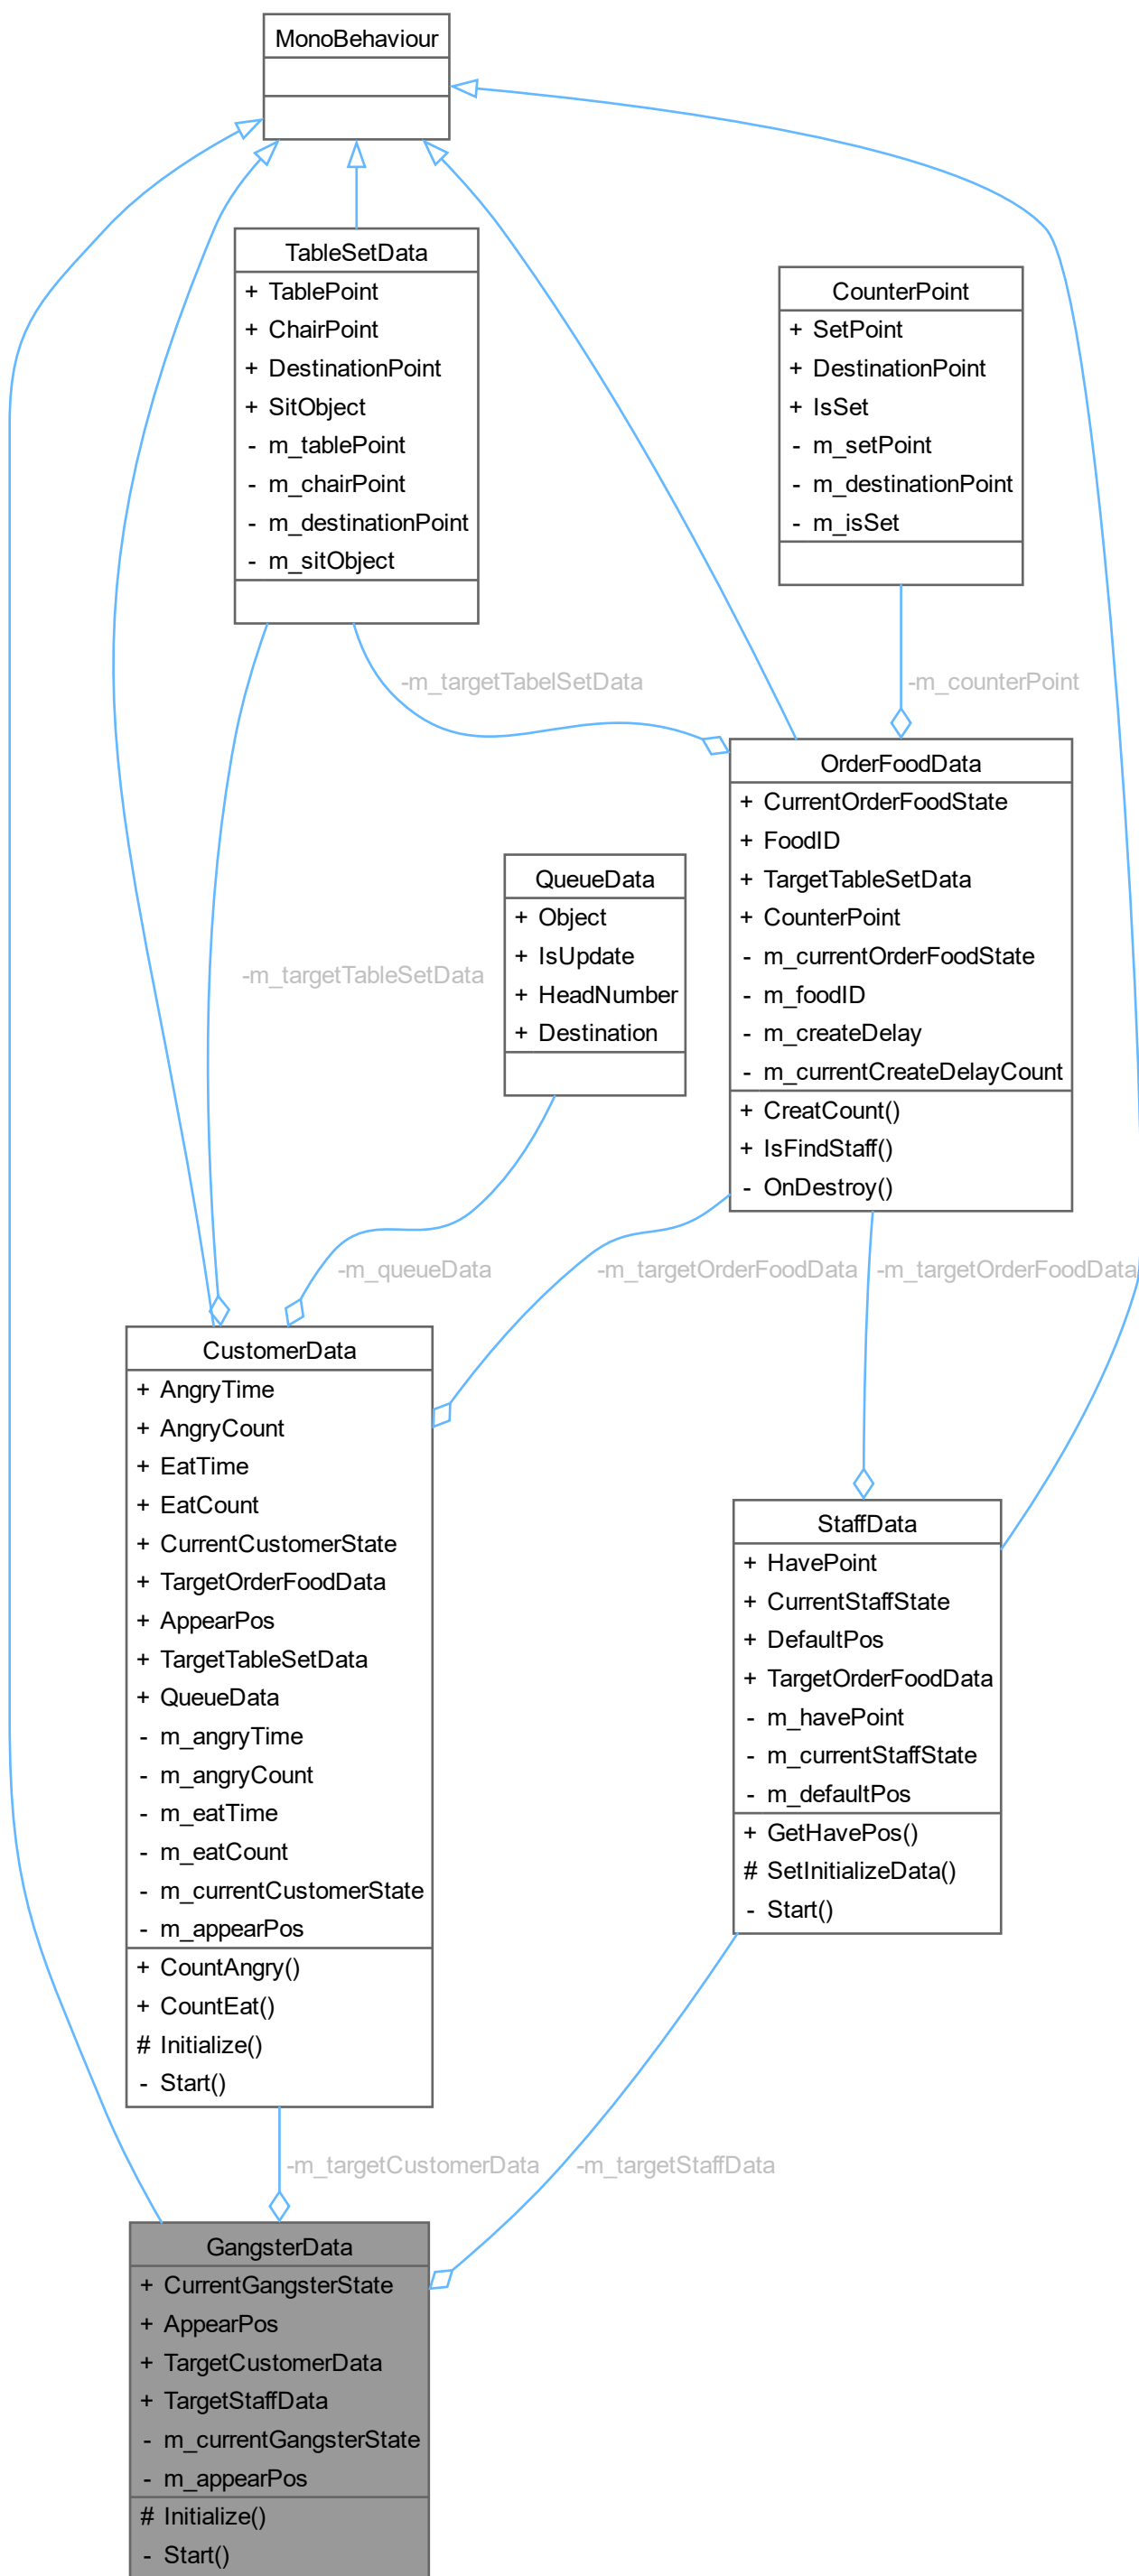 MonoBehaviour
TableSetData
+ TablePoint
+ ChairPoint
+ DestinationPoint
+ SitObject
- m_tablePoint
- m_chairPoint
- m_destinationPoint
- m_sitObject
CounterPoint
+ SetPoint
+ DestinationPoint
+ IsSet
- m_setPoint
- m_destinationPoint
- m_isSet
-m_targetTabelSetData
-m_counterPoint
OrderFoodData
+ CurrentOrderFoodState
+ FoodID
+ TargetTableSetData
+ CounterPoint
- m_currentOrderFoodState
- m_foodID
- m_createDelay
- m_currentCreateDelayCount
+ CreatCount()
+ IsFindStaff()
- OnDestroy()
QueueData
+ Object
+ IsUpdate
+ HeadNumber
+ Destination
-m_targetTableSetData
-m_queueData
-m_targetOrderFoodData
-m_targetOrderFoodData
CustomerData
+ AngryTime
+ AngryCount
+ EatTime
+ EatCount
+ CurrentCustomerState
+ TargetOrderFoodData
+ AppearPos
+ TargetTableSetData
+ QueueData
- m_angryTime
- m_angryCount
- m_eatTime
- m_eatCount
- m_currentCustomerState
- m_appearPos
+ CountAngry()
+ CountEat()
# Initialize()
- Start()
StaffData
+ HavePoint
+ CurrentStaffState
+ DefaultPos
+ TargetOrderFoodData
- m_havePoint
- m_currentStaffState
- m_defaultPos
+ GetHavePos()
# SetInitializeData()
- Start()
-m_targetCustomerData
-m_targetStaffData
GangsterData
+ CurrentGangsterState
+ AppearPos
+ TargetCustomerData
+ TargetStaffData
- m_currentGangsterState
- m_appearPos
# Initialize()
- Start()